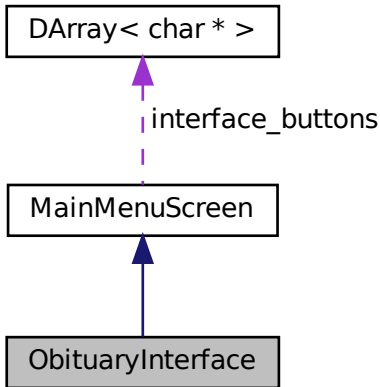 DArray< char * >
interface_buttons
MainMenuScreen
ObituaryInterface